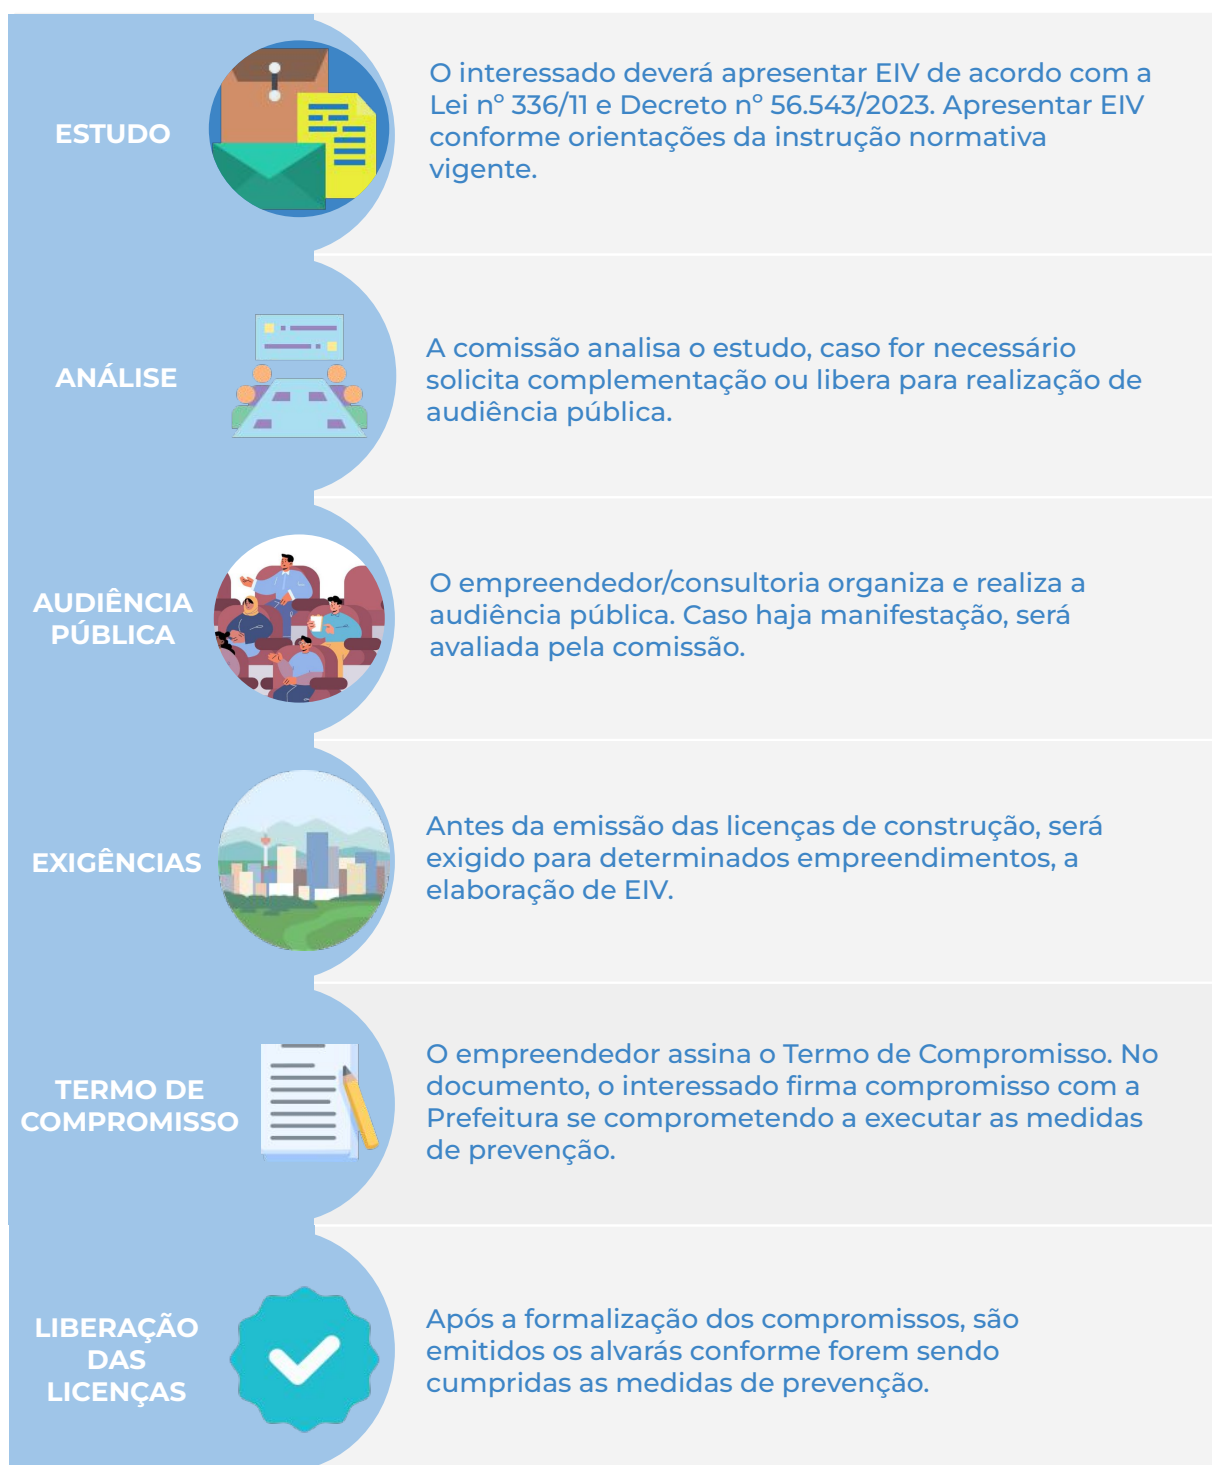 ESTUDO
O interessado deverá apresentar EIV de acordo com a
Lei nº 336/11 e Decreto nº 56.543/2023. Apresentar EIV
conforme orientações da instrução normativa
vigente.
ANÁLISE
A comissão analisa o estudo, caso for necessário
solicita complementação ou libera para realização de
audiência pública.
AUDIÊNCIA
PÚBLICA
O empreendedor/consultoria organiza e realiza a
audiência pública. Caso haja manifestação, será
avaliada pela comissão.
EXIGÊNCIAS
Antes da emissão das licenças de construção, será
exigido para determinados empreendimentos, a
elaboração de EIV.
TERMO DE
COMPROMISSO
O empreendedor assina o Termo de Compromisso. No
documento, o interessado firma compromisso com a
Prefeitura se comprometendo a executar as medidas
de prevenção.
LIBERAÇÃO
DAS
LICENÇAS
Após a formalização dos compromissos, são
emitidos os alvarás conforme forem sendo
cumpridas as medidas de prevenção.